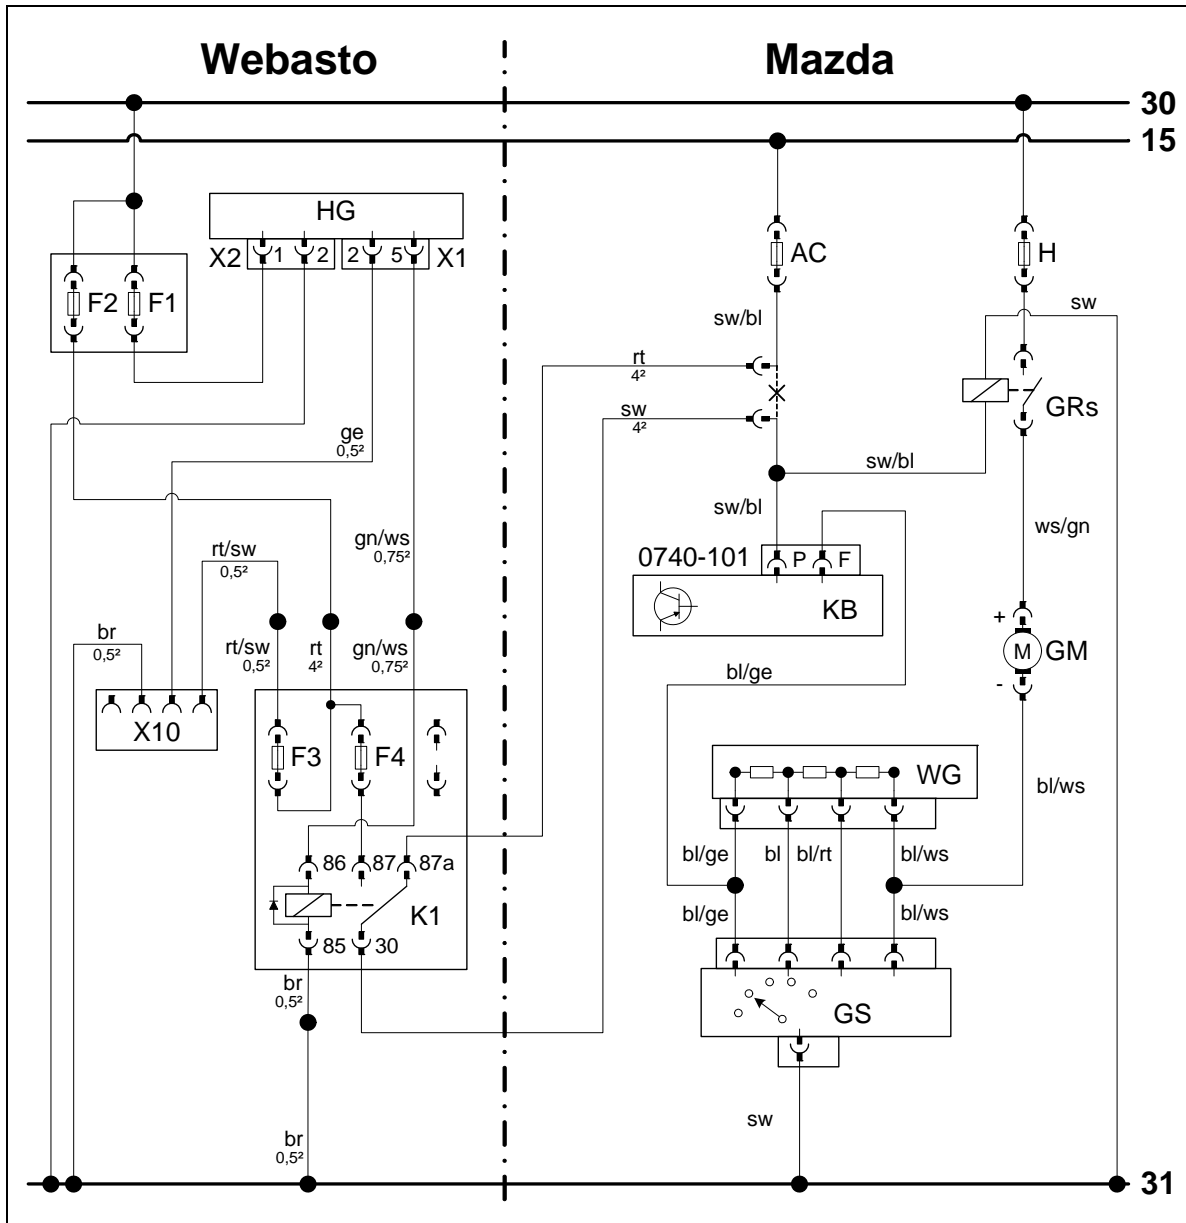 Webasto Mazda
30
15
HG
X2 1 2 2 5 X1
AC H
F2 F1
sw/bl sw
rt
4²
GRs
sw
4²
ge
0,5²
sw/bl
sw/bl
ws/gn
gn/ws
0,75²
rt/sw
0,5²
0740-101 P F
KB
+
br
0,5²
rt/sw
0,5²
rt
4²
gn/ws
0,75²
M GM
-
bl/ge
X10
F3 F4
WG
bl/ws
86 87 87a
bl/ge bl bl/rt bl/ws
K1
bl/ge bl/ws
85 30
br
0,5²
GS
sw
br
0,5²
31